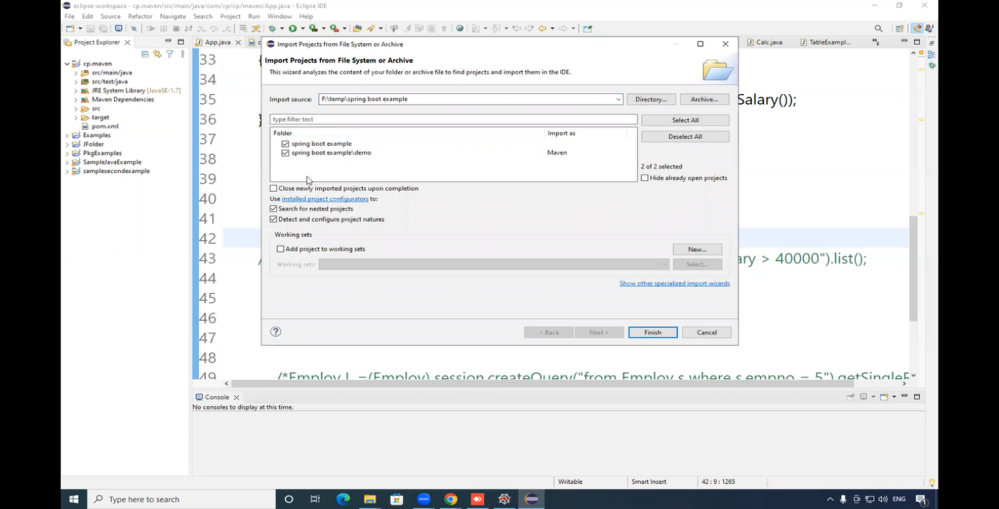 eclipse-workspace - cp.maven/src/main/java/com/cp/cp/maven/App.java - Eclipse IDE
File Edit Source Refactor Navigate Search Project Run Window Help
Project Explorer
App.java
Calc.java
TableExampl...
cp.maven
src/main/java
src/test/java
JRE System Library [JavaSE-1.7]
Maven Dependencies
src
target
pom.xml
Examples
JFolder
PkgExamples
SampleJavaExample
samplesecondexample
Import Projects from File System or Archive
Import Projects from File System or Archive
This wizard analyzes the content of your folder or archive file to find projects and import them in the IDE.
Import source: F:\temp\spring boot example Directory... Archive...
type filter text Select All
Folder Import as
Deselect All
spring boot example
spring boot example\demo Maven
2 of 2 selected
Hide already open projects
Close newly imported projects upon completion
Use installed project configurators to:
Search for nested projects
Detect and configure project natures
Working sets
Add project to working sets New...
Working sets: Select...
Show other specialized import wizards
< Back Next > Finish Cancel
33
34
35 Salary());
36
37
38
39
40
41
42
43 ary > 40000").list();
44
45
46
47
48
49 /*Employ L =(Employ) session.createQuery("from Employ s where s.empno = 5").getSingleR
Console
No consoles to display at this time.
Writable Smart Insert 42 : 9 : 1265
Type here to search
zoom
ENG
1